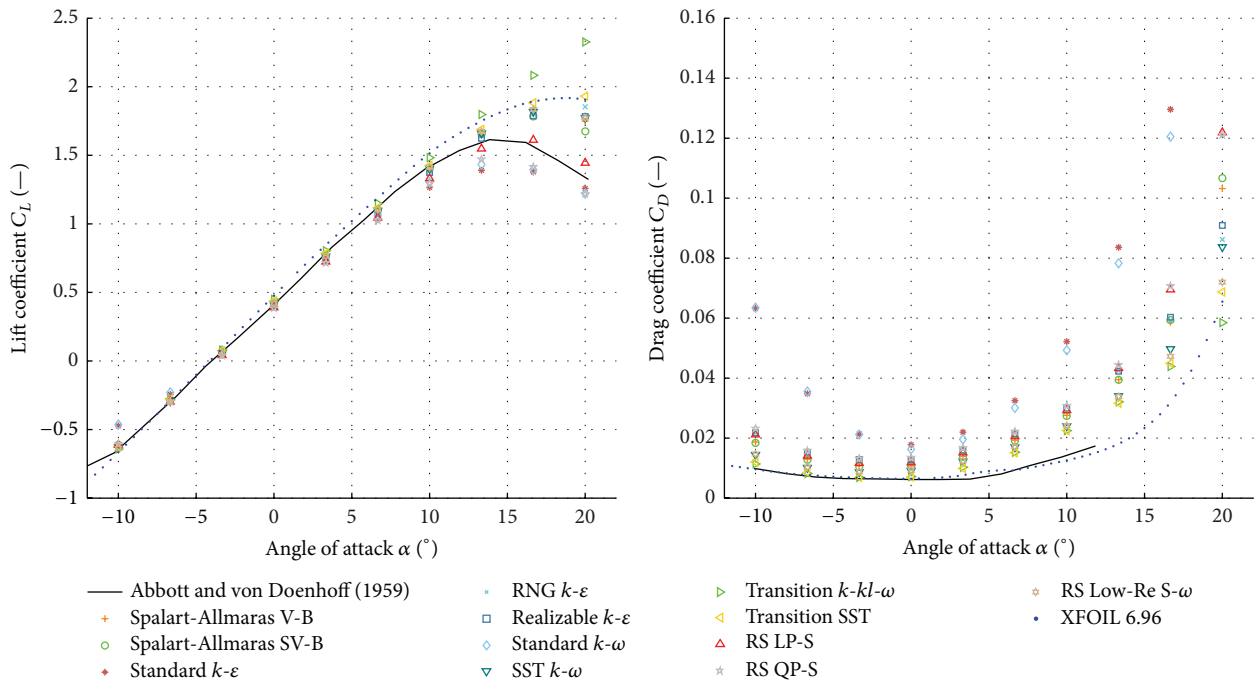 2.5
2
1.5
1
0.5
0
−0.5
−1
Lift coefficient C_L (—)
−10
−5
0
5
10
15
20
Angle of attack α (°)
0.16
0.14
0.12
0.1
0.08
0.06
0.04
0.02
0
Drag coefficient C_D (—)
−10
−5
0
5
10
15
20
Angle of attack α (°)
Abbott and von Doenhoff (1959)
Spalart-Allmaras V-B
Spalart-Allmaras SV-B
Standard k-ε
RNG k-ε
Realizable k-ε
Standard k-ω
SST k-ω
Transition k-kl-ω
Transition SST
RS LP-S
RS QP-S
RS Low-Re S-ω
XFOIL 6.96